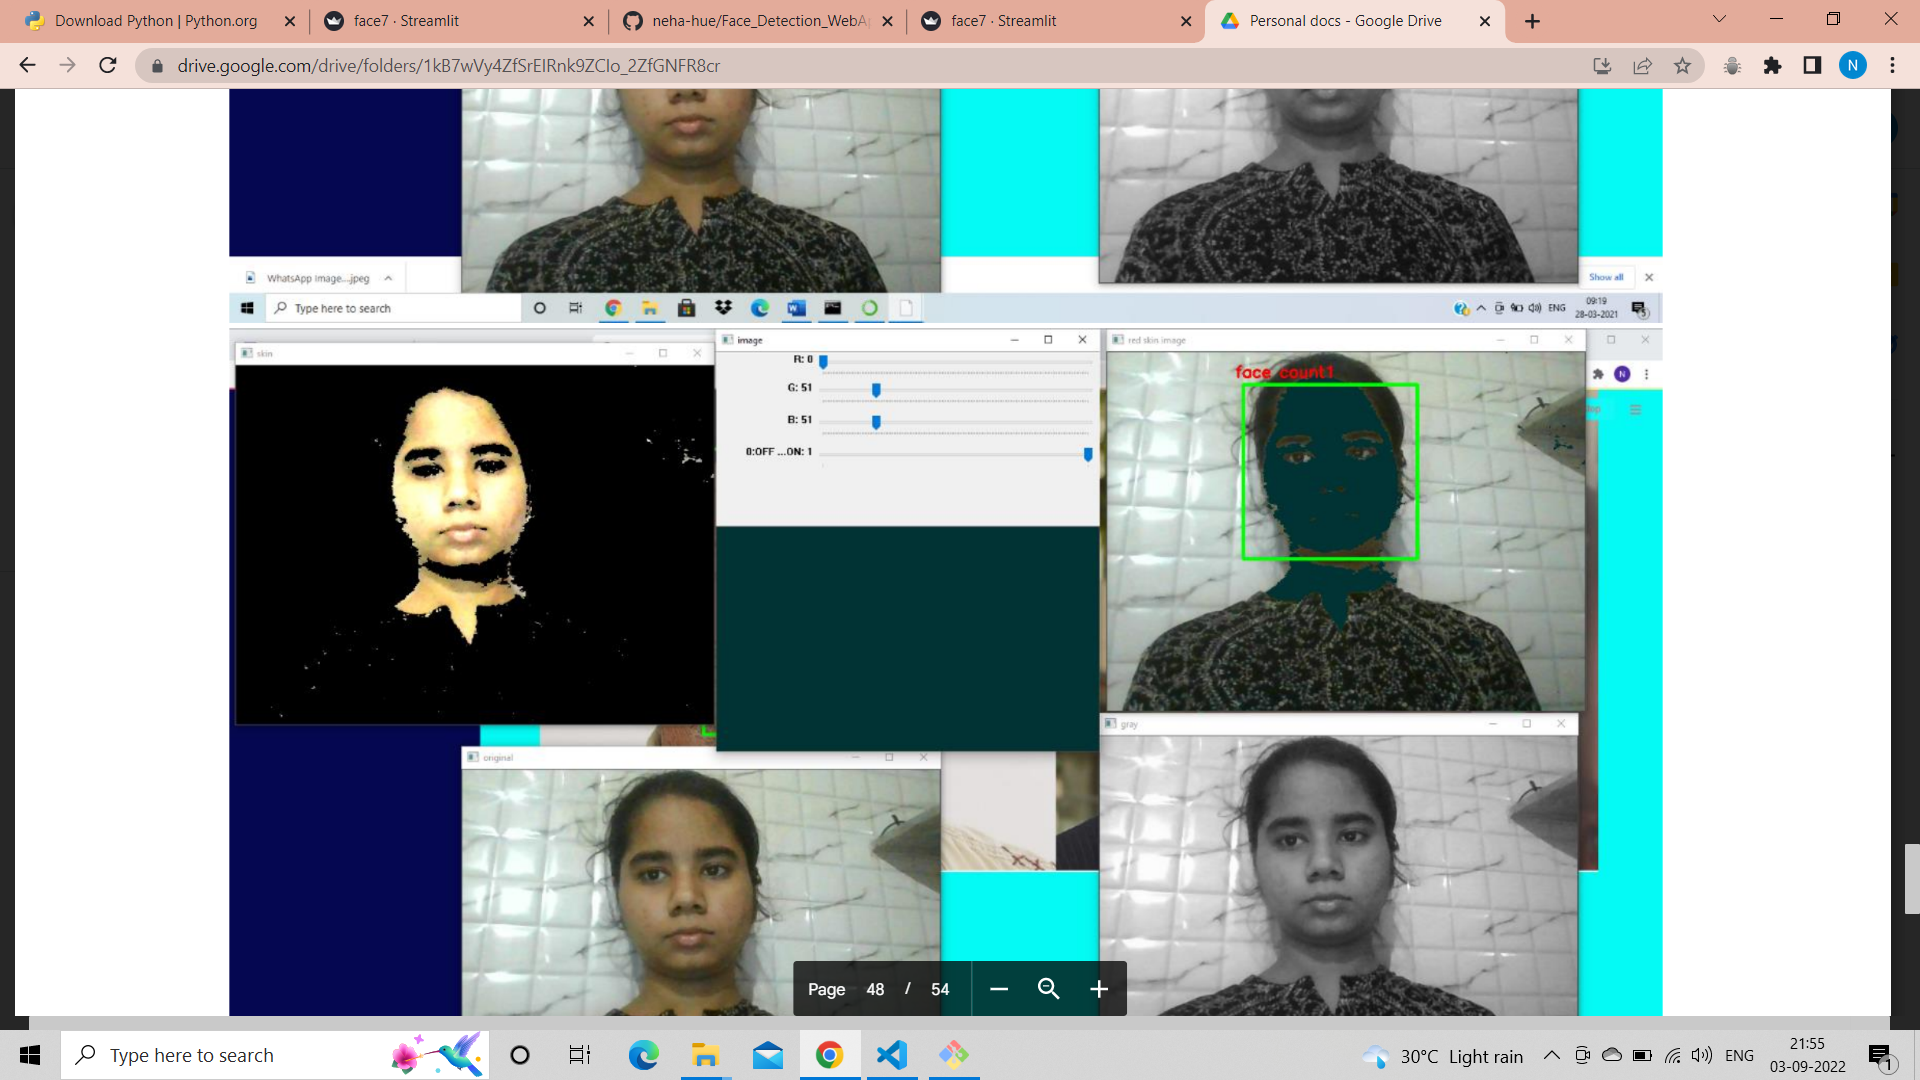 Download Python | Python.org
face7 · Streamlit
neha-hue/Face_Detection_WebAp
face7 · Streamlit
Personal docs - Google Drive
drive.google.com/drive/folders/1kB7wVy4ZfSrEIRnk9ZCIo_2ZfGNFR8cr
N
WhatsApp Image....jpeg
Show all
Type here to search
ENG
09:19
28-03-2021
skin
image
red skin image
R: 0
G: 51
B: 51
0:OFF ...ON: 1
face count1
N
original
gray
Page 48 / 54
Type here to search
30°C Light rain
ENG
21:55
03-09-2022
1